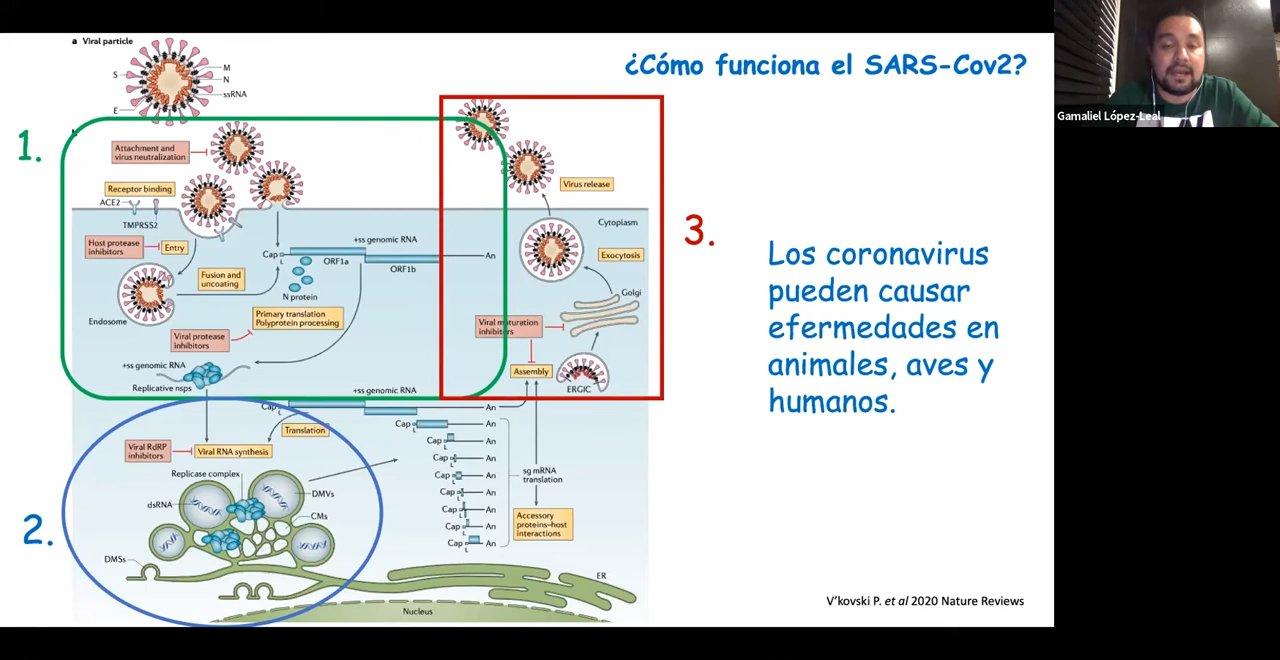 a Viral particle
¿Cómo funciona el SARS-Cov2?
S
M
N
ssRNA
E
Gamaliel López-Leal
1.
Attachment and
virus neutralization
Receptor binding
ACE2
TMPRSS2
Host protease
inhibitors
Entry
Cap
L
+ss genomic RNA
ORF1a
ORF1b
An
N protein
Fusion and
uncoating
Endosome
Primary translation
Polyprotein processing
Viral protease
inhibitors
+ss genomic RNA
Replicative nsps
Virus release
Cytoplasm
Exocytosis
Golgi
Viral maturation
inhibitors
Assembly
ERGIC
3.
Los coronavirus
pueden causar
efermedades en
animales, aves y
humanos.
+ss genomic RNA
Cap
L
An
Translation
Viral RdRP
inhibitors
Viral RNA synthesis
Replicase complex
dsRNA
DMVs
CMs
DMSs
2.
Cap
L
An
Cap
L
An
Cap
L
An
Cap
L
An
Cap
L
An
Cap
L
An
Cap
L
An
Cap
L
An
sg mRNA
translation
Accessory
proteins–host
interactions
ER
Nucleus
V’kovski P. et al 2020 Nature Reviews